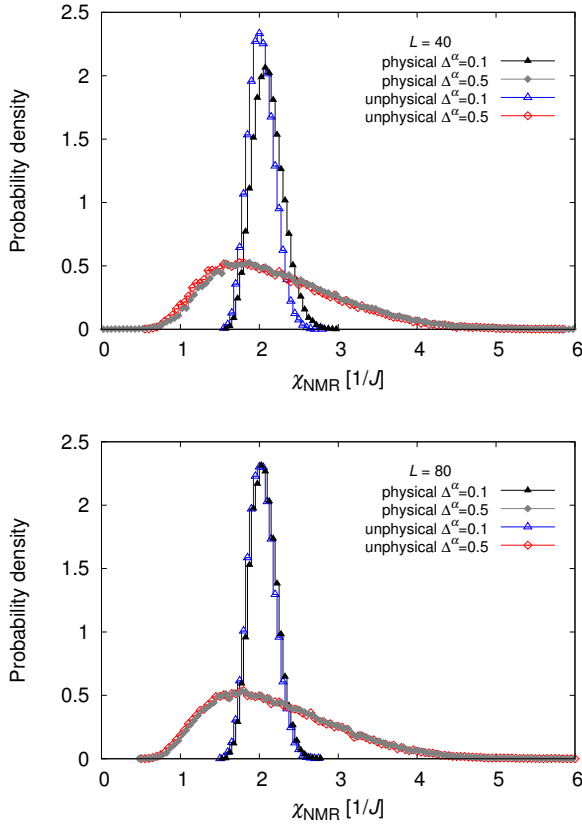 2.5
2
1.5
1
0.5
0
Probability density
L = 40
physical Δα=0.1
physical Δα=0.5
unphysical Δα=0.1
unphysical Δα=0.5
0 1 2 3 4 5 6
χNMR [1/J]
2.5
2
1.5
1
0.5
0
Probability density
L = 80
physical Δα=0.1
physical Δα=0.5
unphysical Δα=0.1
unphysical Δα=0.5
0 1 2 3 4 5 6
χNMR [1/J]